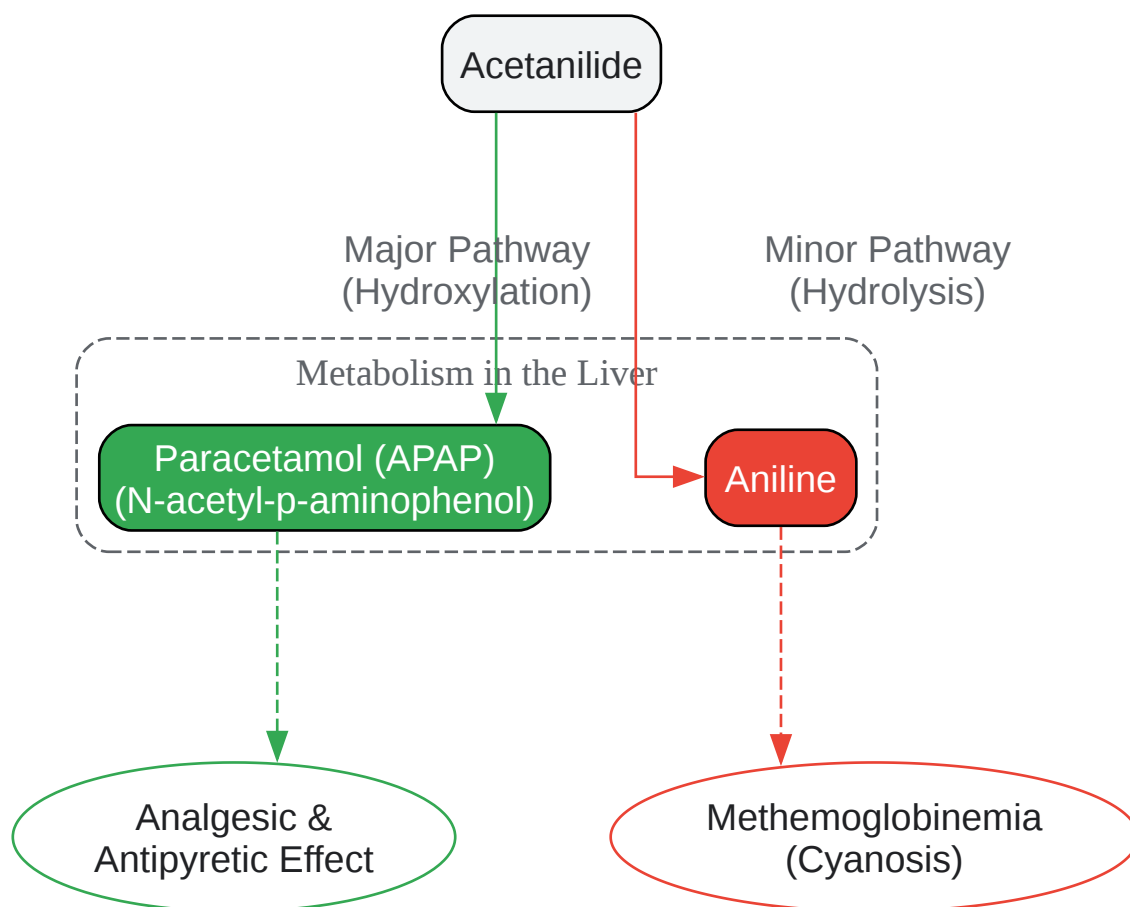 Acetanilide
Major Pathway
(Hydroxylation)
Minor Pathway
(Hydrolysis)
Metabolism in the Liver
Paracetamol (APAP)
(N-acetyl-p-aminophenol)
Aniline
Analgesic &
Antipyretic Effect
Methemoglobinemia
(Cyanosis)